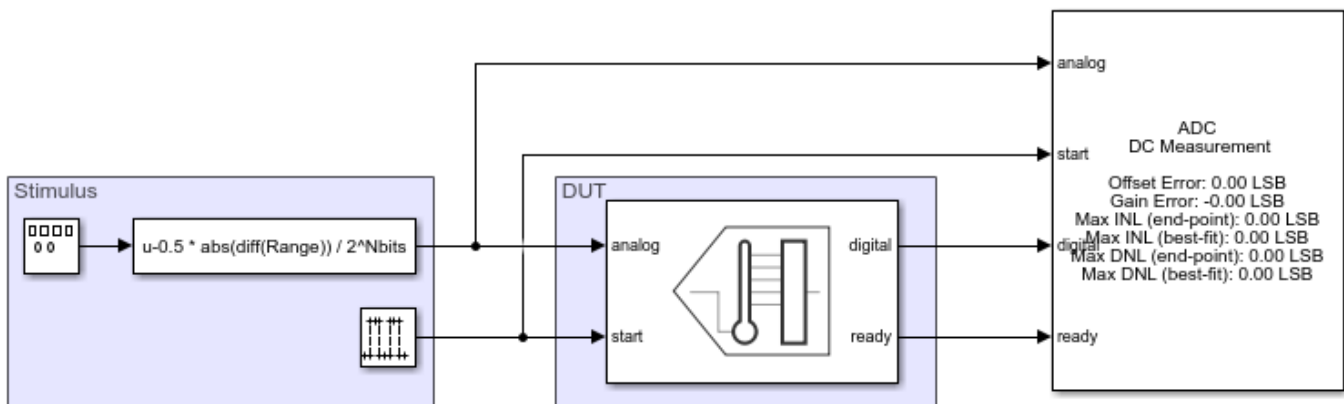 analog
start
ADC
DC Measurement
Offset Error: 0.00 LSB
Gain Error: -0.00 LSB
Max INL (end-point): 0.00 LSB
Max INL (best-fit): 0.00 LSB
Max DNL (end-point): 0.00 LSB
Max DNL (best-fit): 0.00 LSB
digital
ready
Stimulus
u-0.5 * abs(diff(Range)) / 2^Nbits
DUT
analog
digital
start
ready